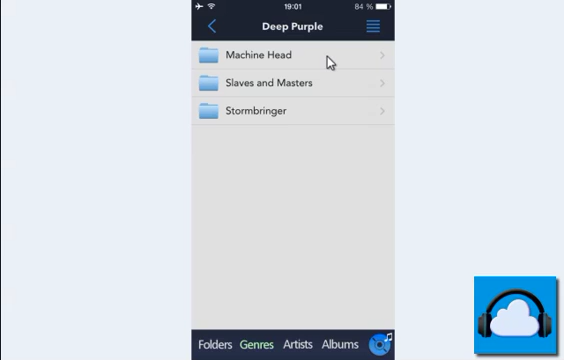 19:01
84 %
Deep Purple
Machine Head
Slaves and Masters
Stormbringer
Folders Genres Artists Albums